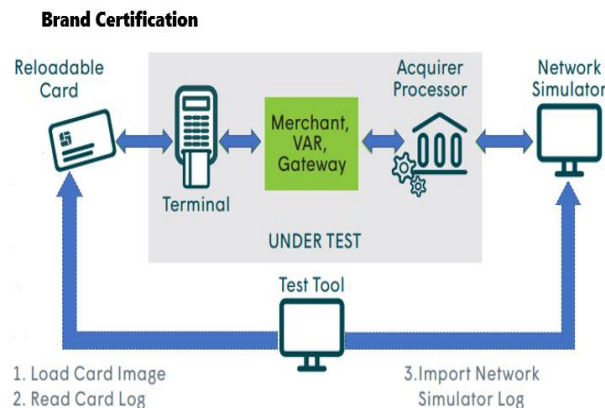 Brand Certification
Reloadable
Card
Acquirer
Processor
Network
Simulator
Merchant,
VAR,
Gateway
Terminal
UNDER TEST
Test Tool
1. Load Card Image
2. Read Card Log
3.Import Network
Simulator Log